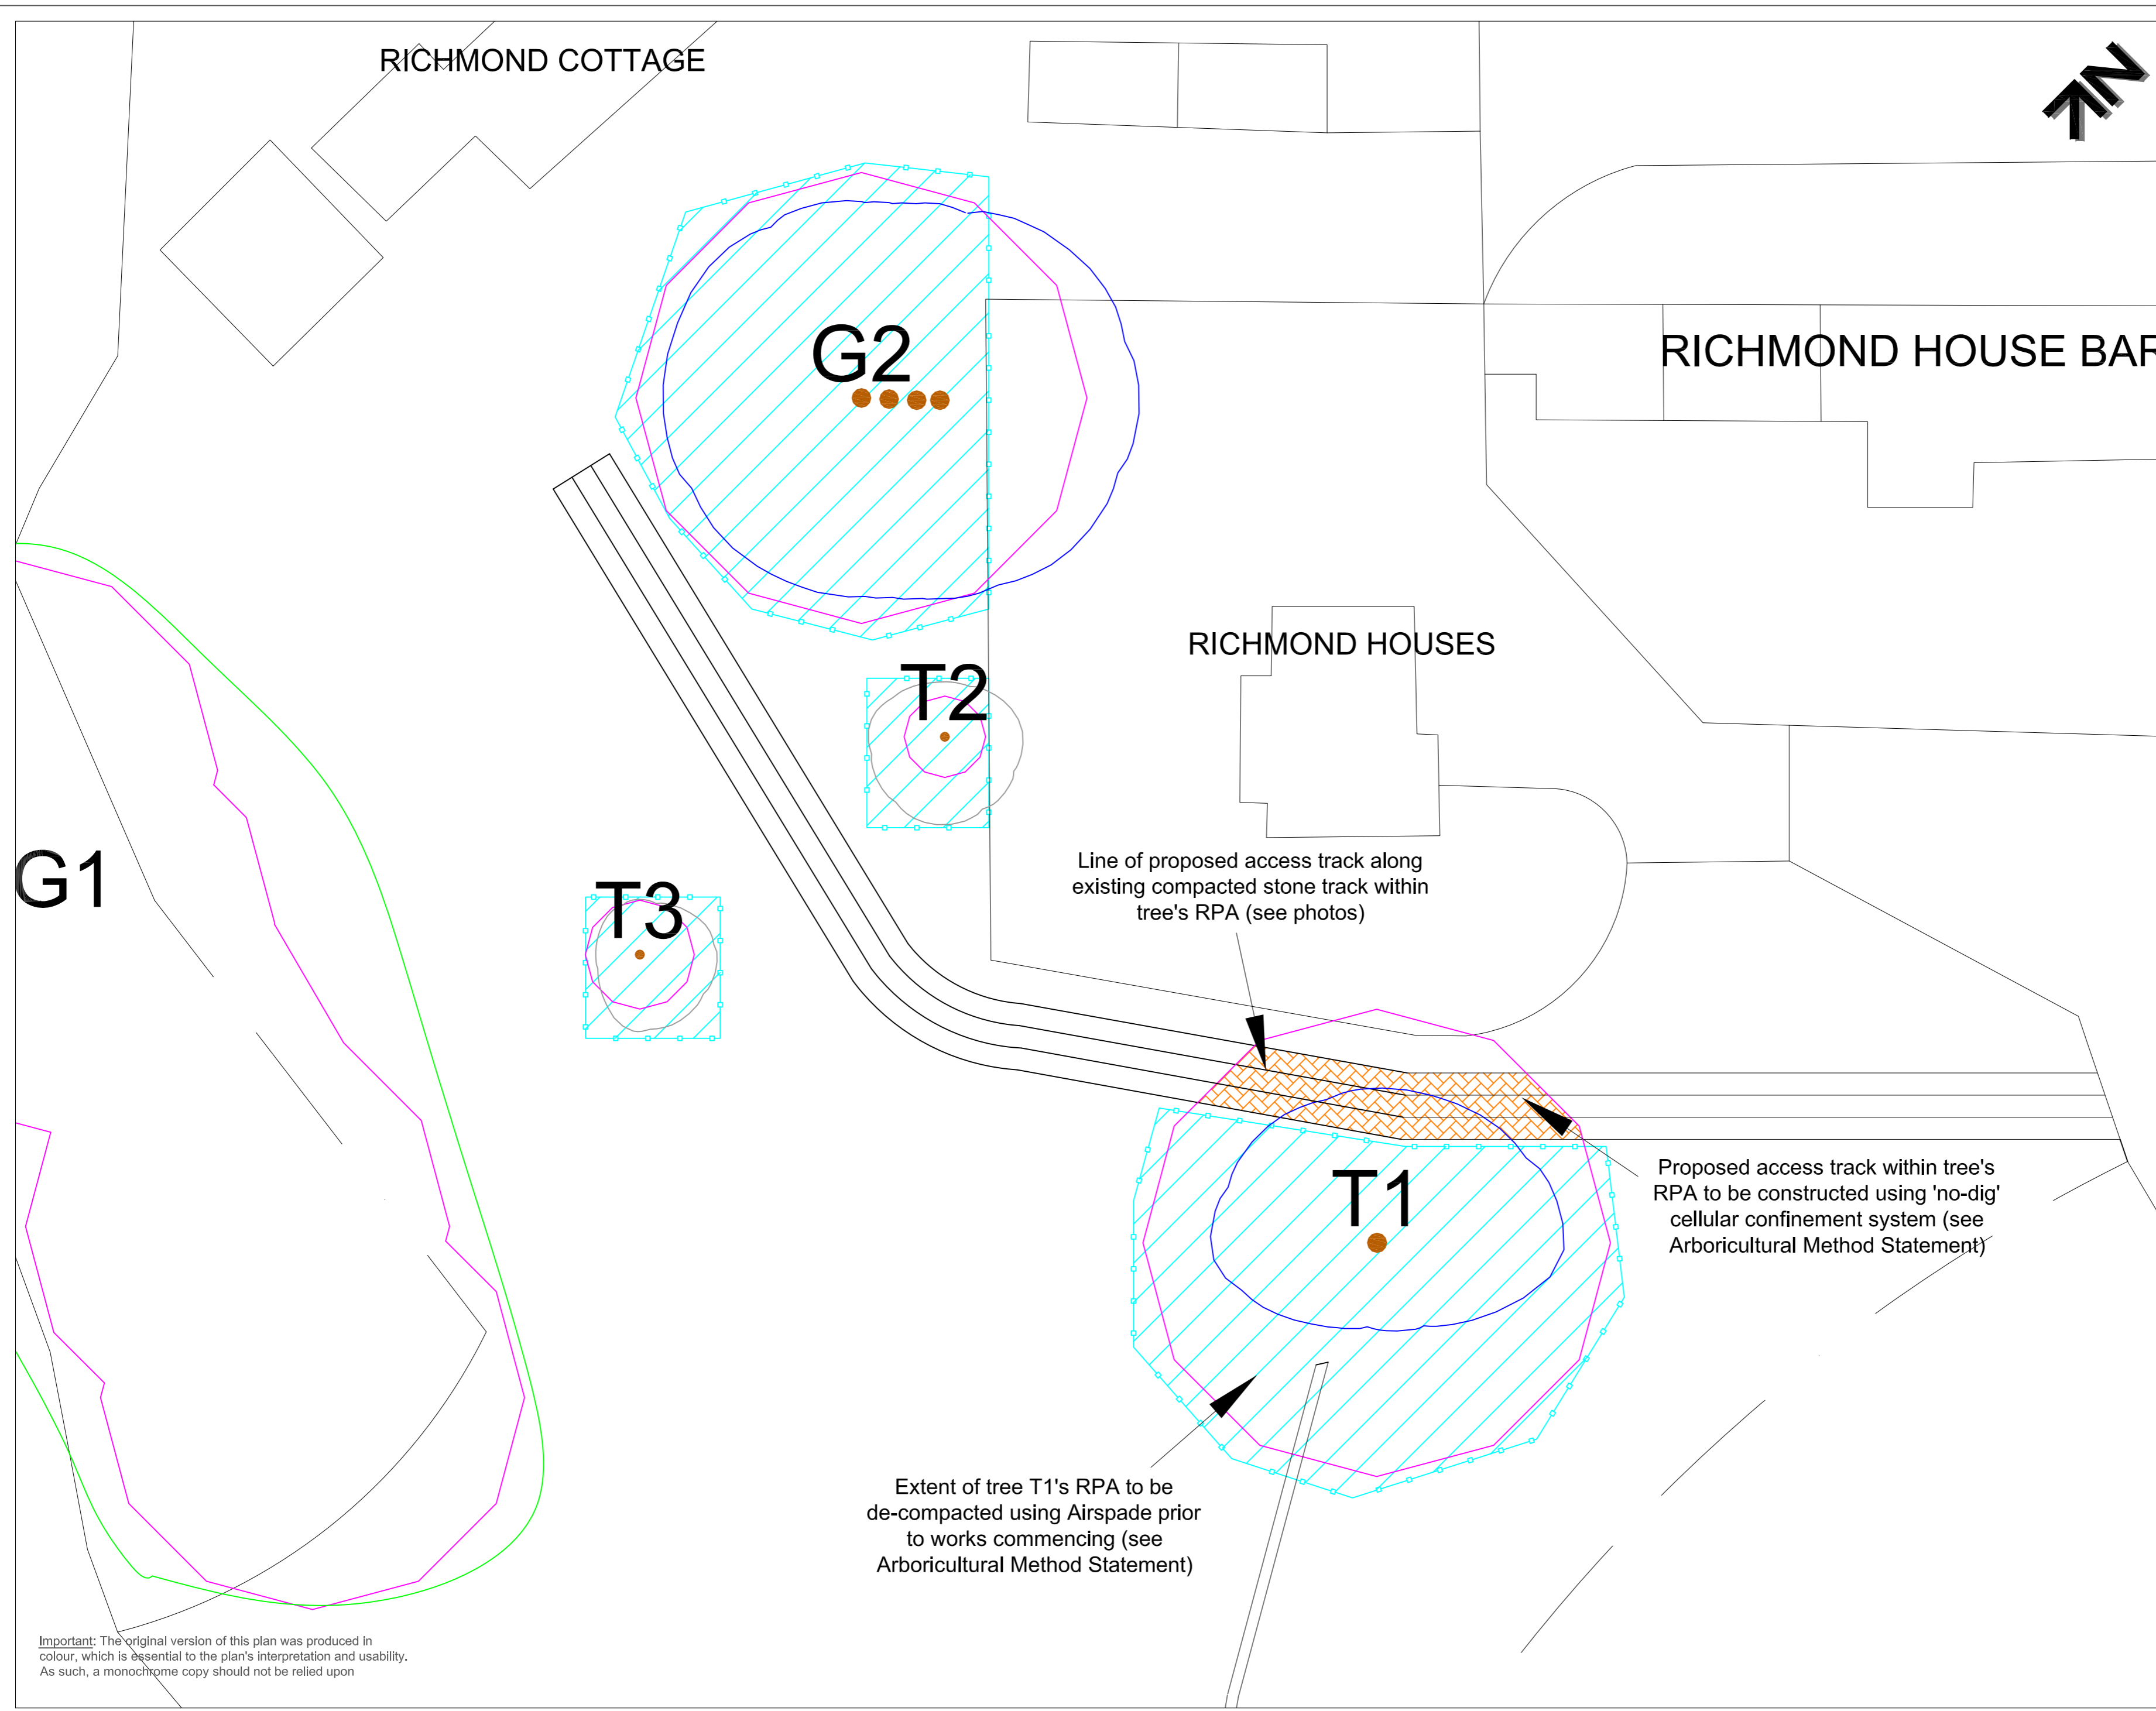 RICHMOND COTTAGE
N
RICHMOND HOUSE BAR
G2
RICHMOND HOUSES
T2
G1
T3
Line of proposed access track along
existing compacted stone track within
tree's RPA (see photos)
T1
Proposed access track within tree's
RPA to be constructed using 'no-dig'
cellular confinement system (see
Arboricultural Method Statement)
Extent of tree T1's RPA to be
de-compacted using Airspade prior
to works commencing (see
Arboricultural Method Statement)
Important: The original version of this plan was produced in
colour, which is essential to the plan's interpretation and usability.
As such, a monochrome copy should not be relied upon